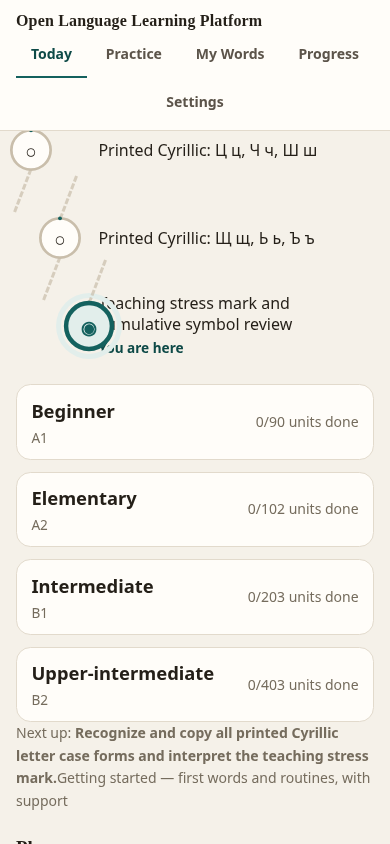 Open Language Learning Platform
Today
Practice
My Words
Progress
Settings
Printed Cyrillic: Ц ц, Ч ч, Ш ш
Printed Cyrillic: Щ щ, Ь ь, Ъ ъ
stress mark and
symbol review
are here
Beginner
A1
0/90 units done
Elementary
A2
0/102 units done
Intermediate
B1
0/203 units done
Upper-intermediate
B2
0/403 units done
Next up: Recognize and copy all printed Cyrillic
letter case forms and interpret the teaching stress
mark.Getting started — first words and routines, with
support